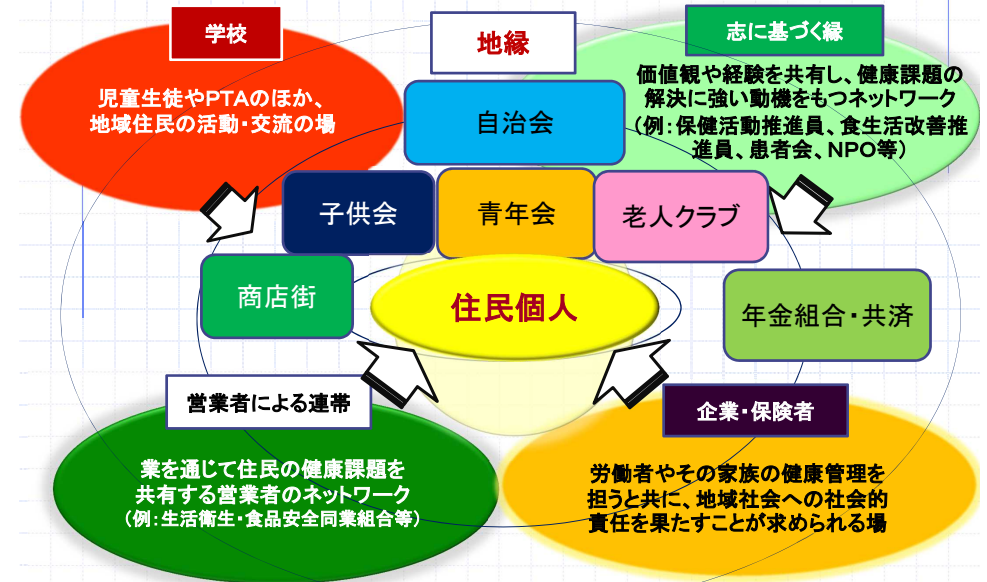 学校
児童生徒やPTAのほか、
地域住民の活動・交流の場
地縁
志に基づく縁
価値観や経験を共有し、健康課題の
解決に強い動機をもつネットワーク
（例：保健活動推進員、食生活改善推
進員、患者会、NPO等）
自治会
子供会
青年会
老人クラブ
商店街
住民個人
年金組合・共済
営業者による連帯
業を通じて住民の健康課題を
共有する営業者のネットワーク
（例：生活衛生・食品安全同業組合等）
企業・保険者
労働者やその家族の健康管理を
担うと共に、地域社会への社会的
責任を果たすことが求められる場